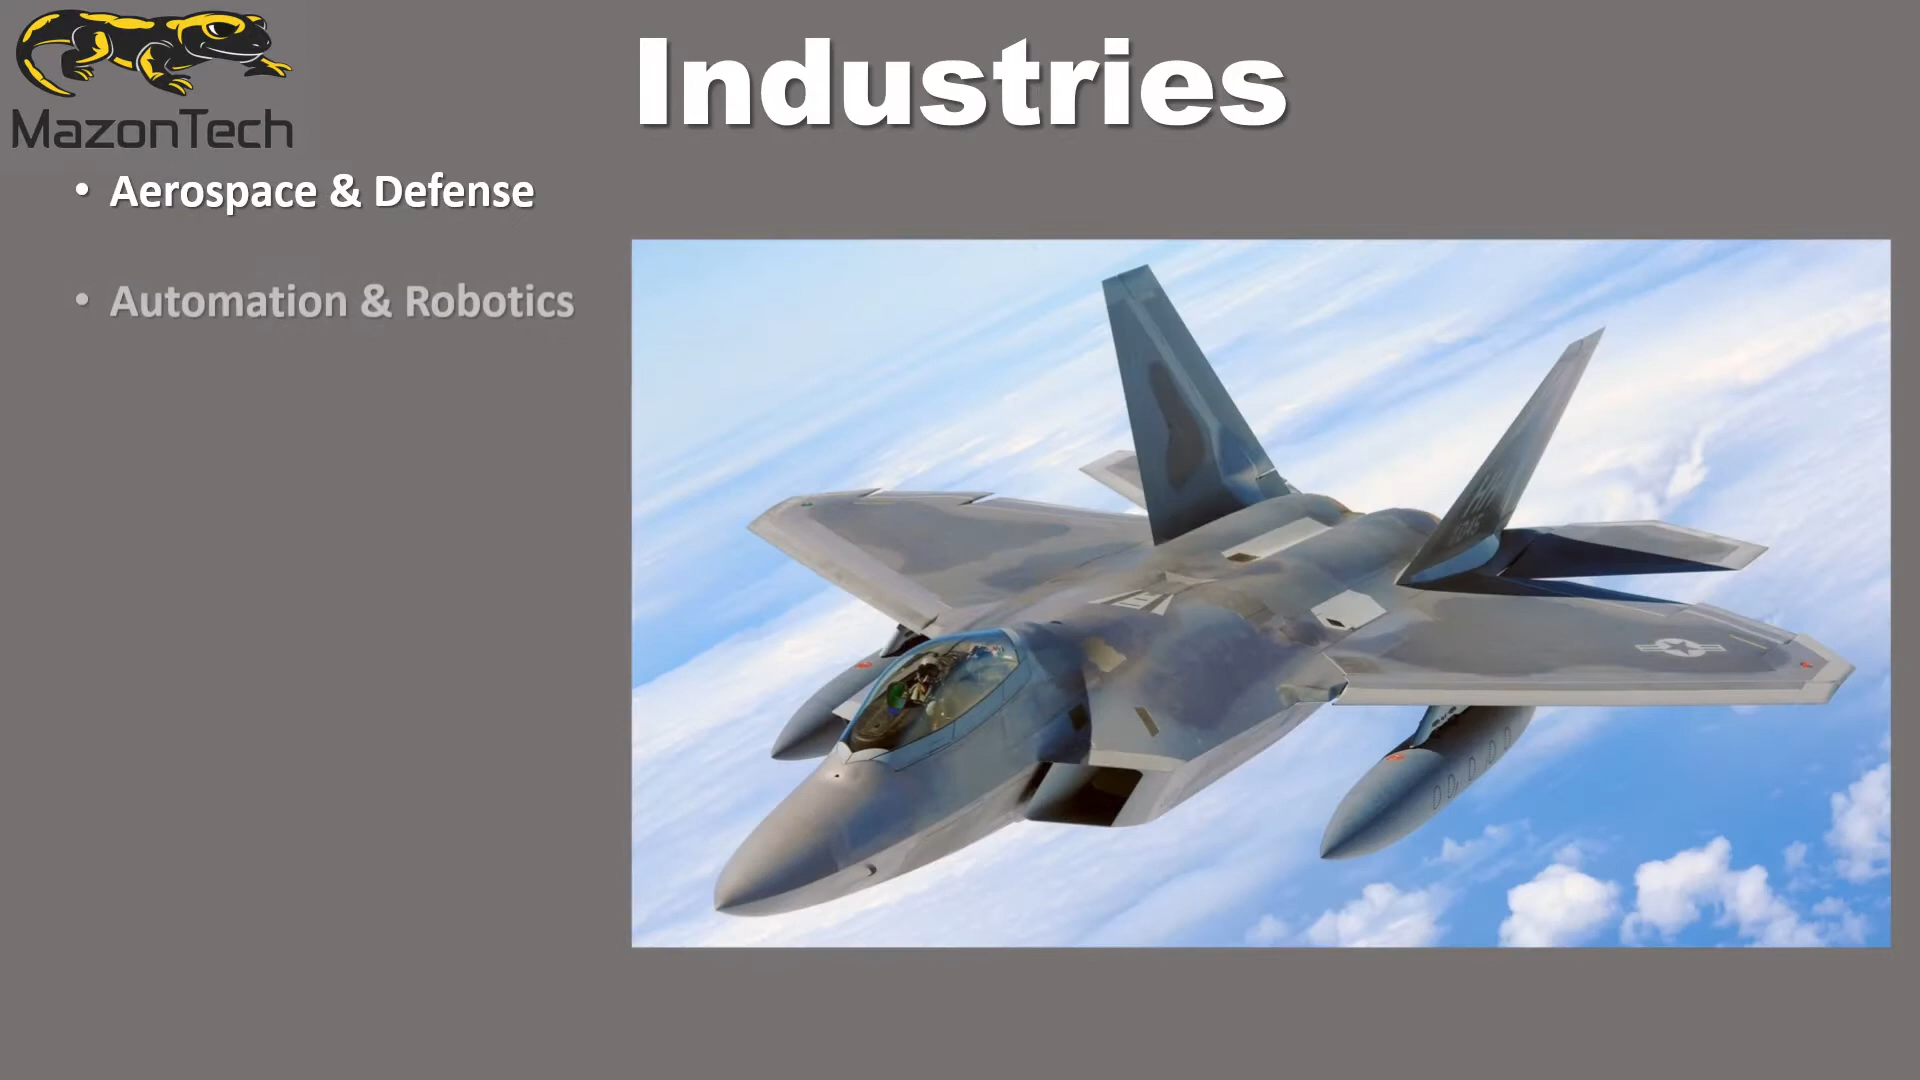 MazonTech
Industries
• Aerospace & Defense
• Automation & Robotics